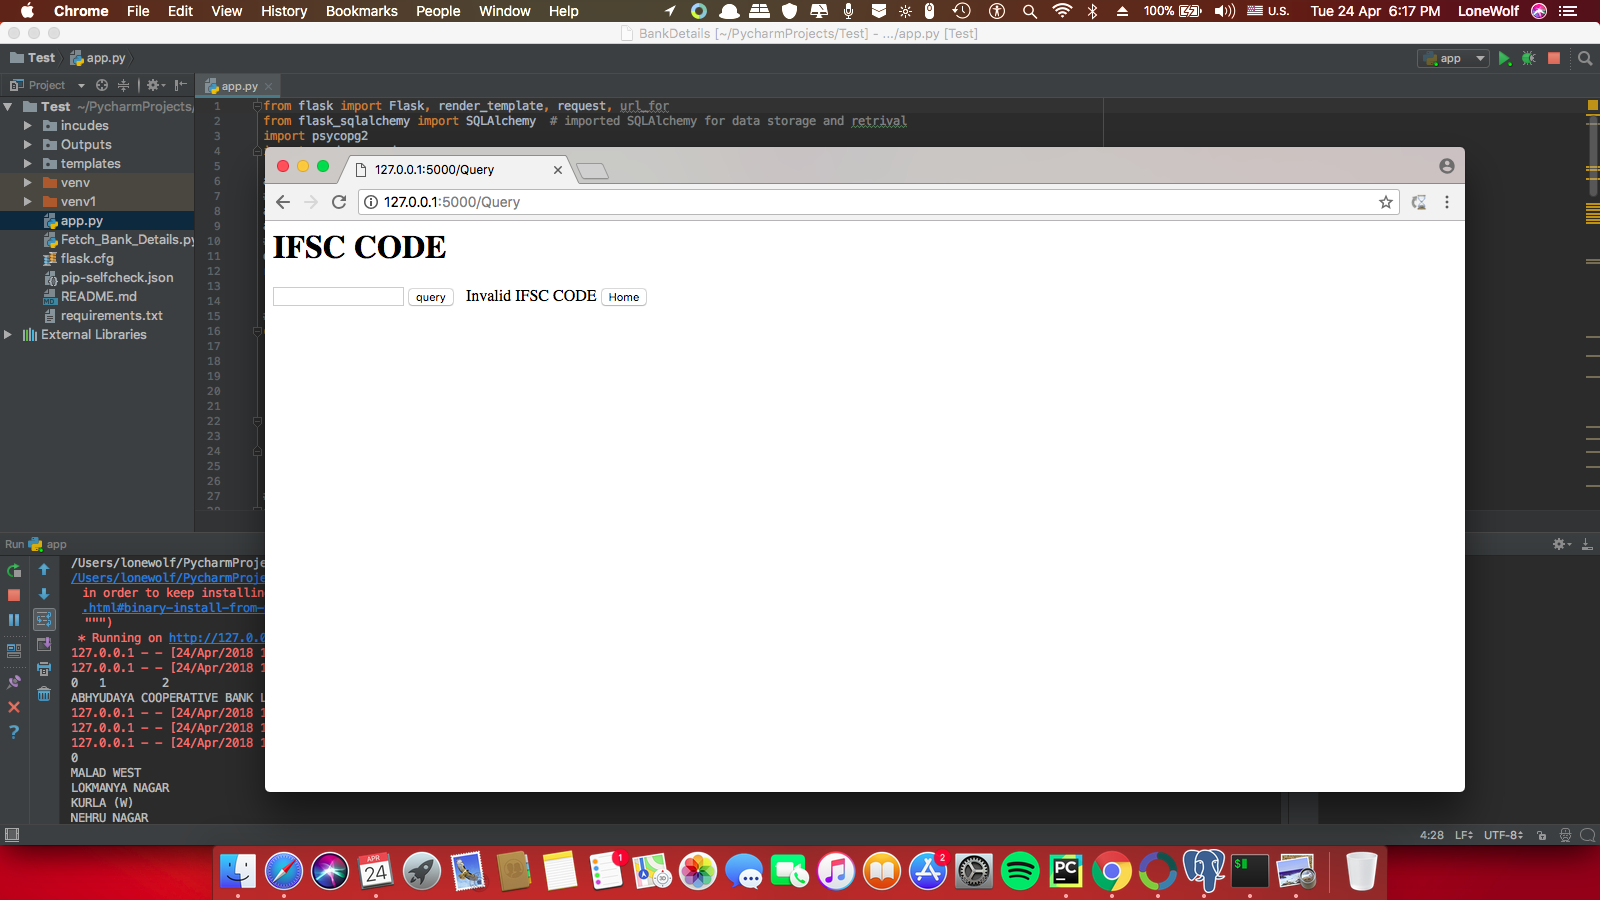 Chrome File Edit View History Bookmarks People Window Help 100% U.S. Tue 24 Apr 6:17 PM LoneWolf
BankDetails [~/PycharmProjects/Test] - .../app.py [Test]
Test app.py app
Project app.py
Test ~/PycharmProjects/
incudes
Outputs
templates
venv
venv1
app.py
Fetch_Bank_Details.py
flask.cfg
pip-selfcheck.json
README.md
requirements.txt
External Libraries
1 from flask import Flask, render_template, request, url_for
2 from flask_sqlalchemy import SQLAlchemy # imported SQLAlchemy for data storage and retrival
3 import psycopg2
4
5
6
7
8
9
10
11
12
13
14
15
16
17
18
19
20
21
22
23
24
25
26
27
127.0.0.1:5000/Query
127.0.0.1:5000/Query
IFSC CODE
query Invalid IFSC CODE Home
Run app
/Users/lonewolf/PycharmProje
/Users/lonewolf/PycharmProje
in order to keep installin
.html#binary-install-from-
""")
* Running on http://127.0.0
127.0.0.1 - - [24/Apr/2018 1
127.0.0.1 - - [24/Apr/2018 1
0 1 2
ABHYUDAYA COOPERATIVE BANK L
127.0.0.1 - - [24/Apr/2018 1
127.0.0.1 - - [24/Apr/2018 1
127.0.0.1 - - [24/Apr/2018 1
0
MALAD WEST
LOKMANYA NAGAR
KURLA (W)
NEHRU NAGAR
4:28 LF UTF-8
APR
24
1
2
PC
$